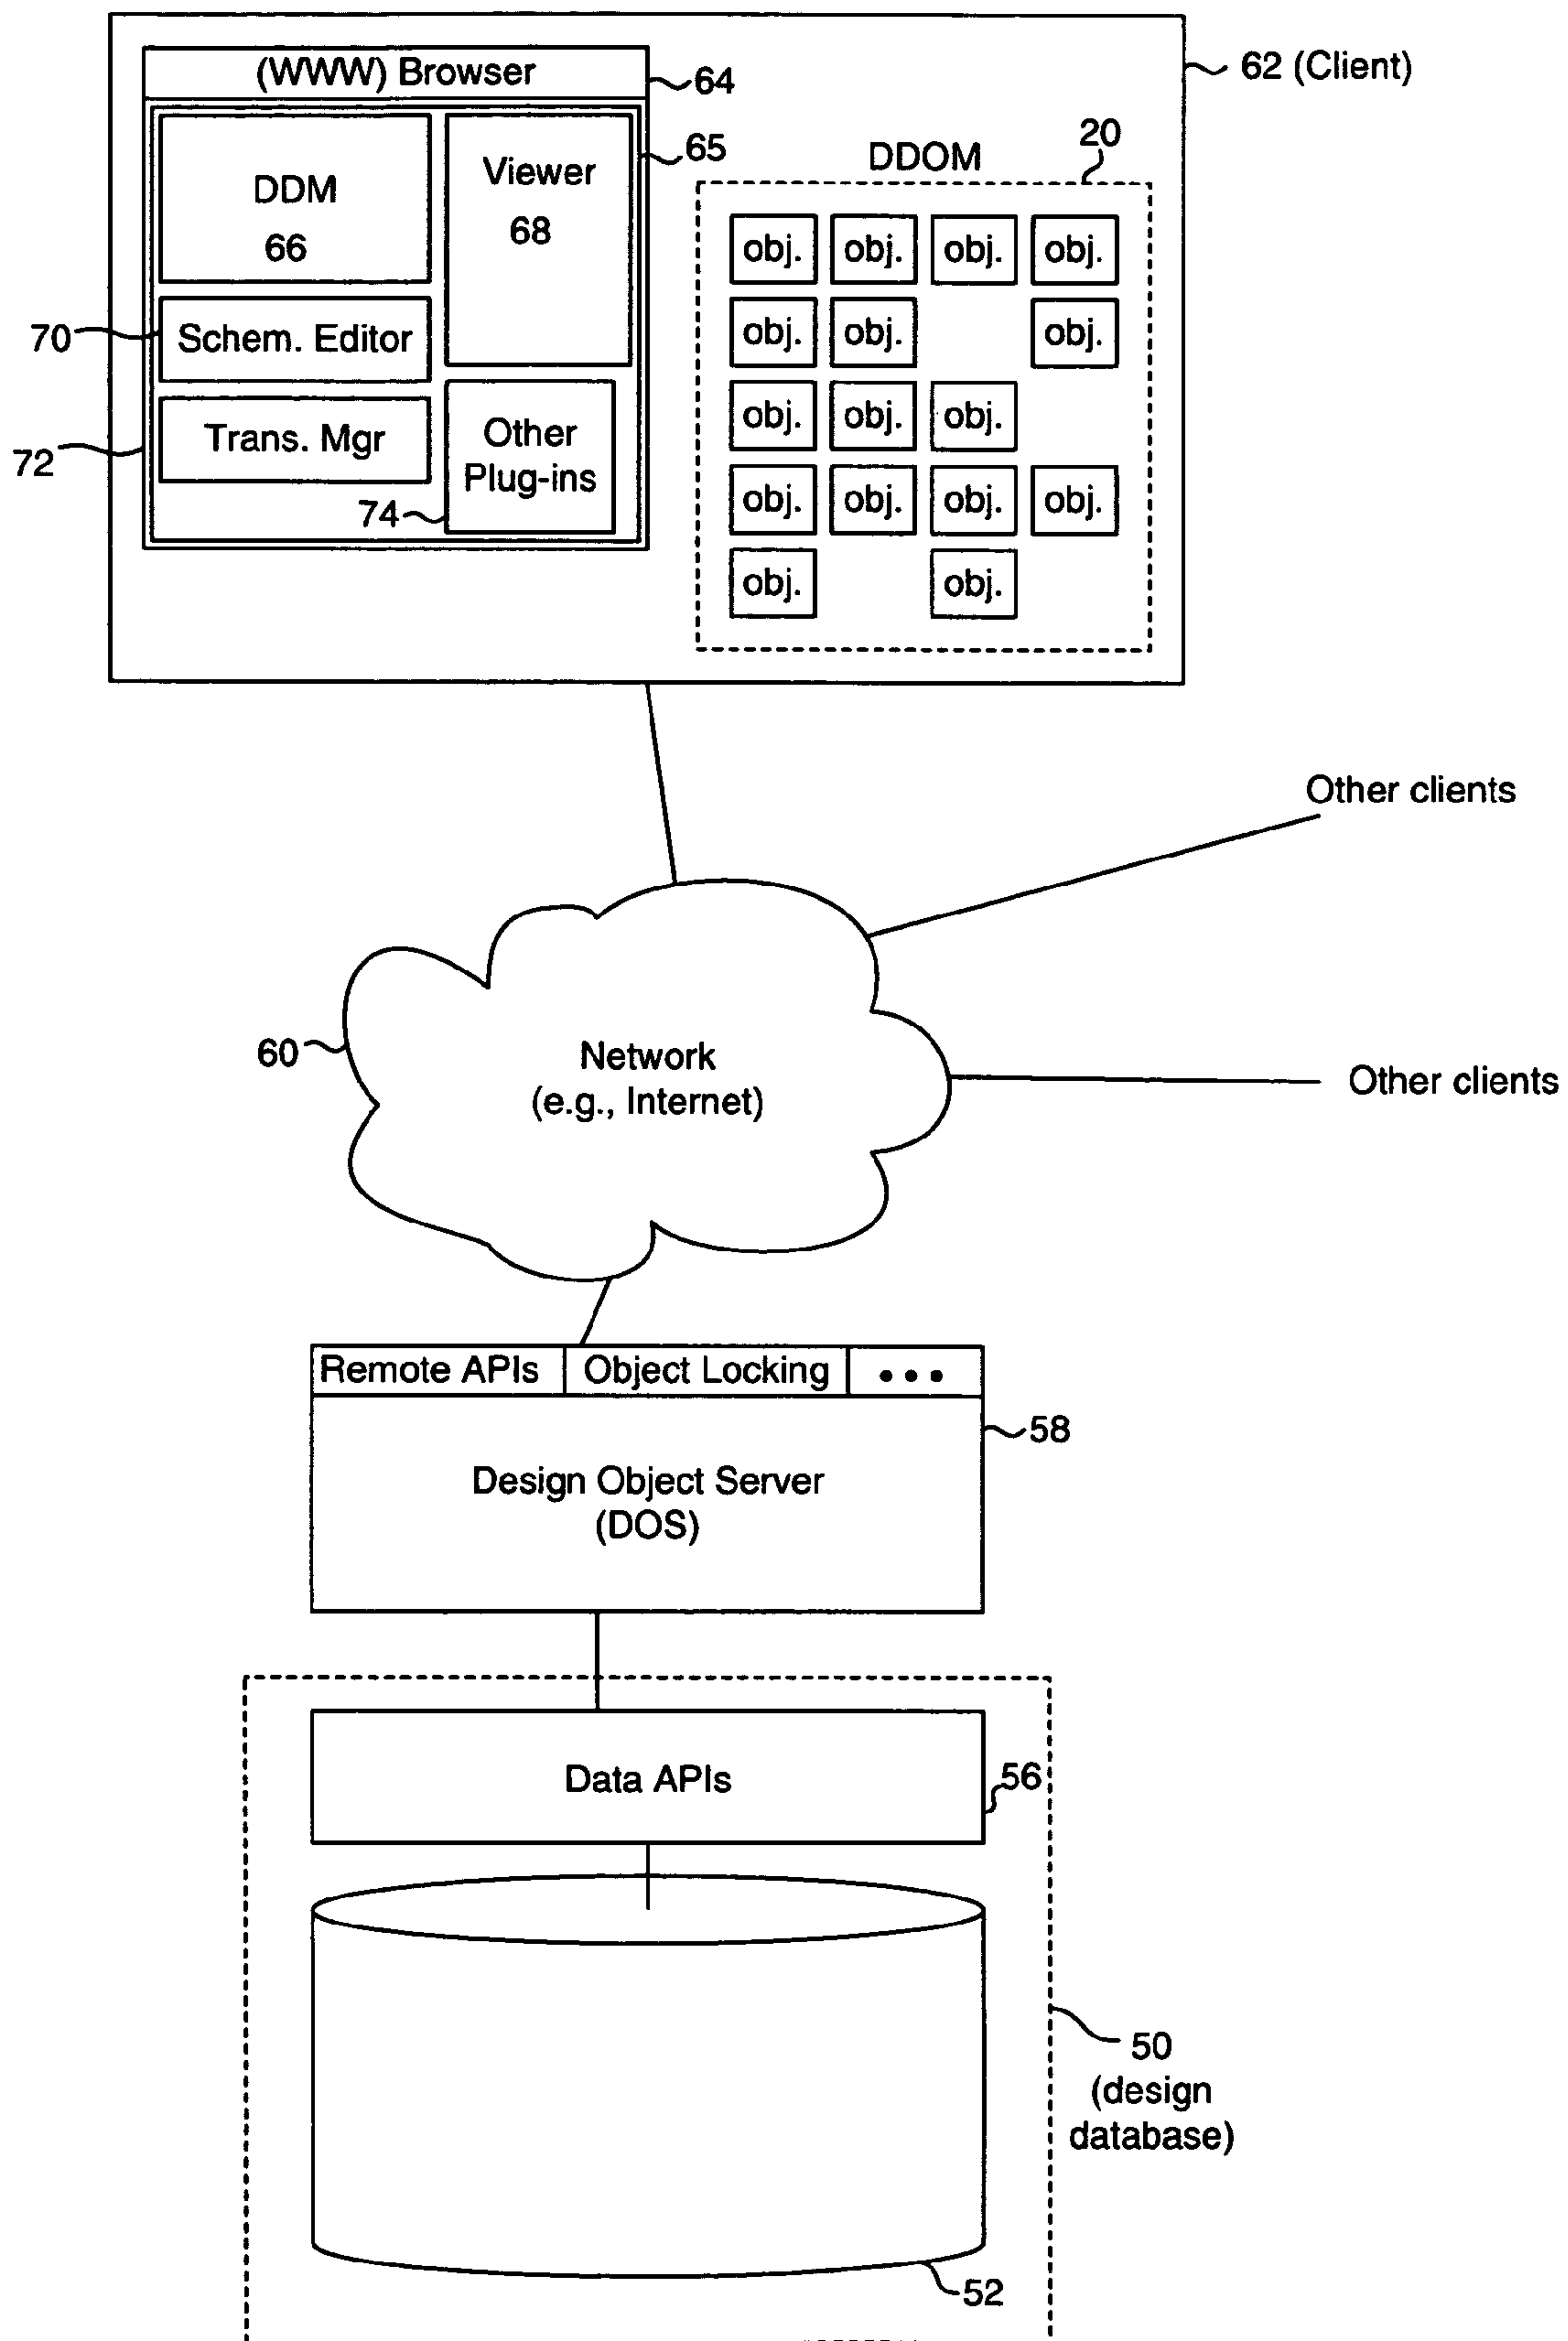 (WWW) Browser
64
62 (Client)
DDM
66
Viewer
68
65
DDOM
20
70
Schem. Editor
72
Trans. Mgr
74
Other
Plug-ins
obj. obj. obj. obj.
obj. obj. obj.
obj. obj. obj.
obj. obj. obj. obj.
obj. obj.
Other clients
60
Network
(e.g., Internet)
Other clients
Remote APIs Object Locking •••
58
Design Object Server
(DOS)
Data APIs
56
50
(design
database)
52